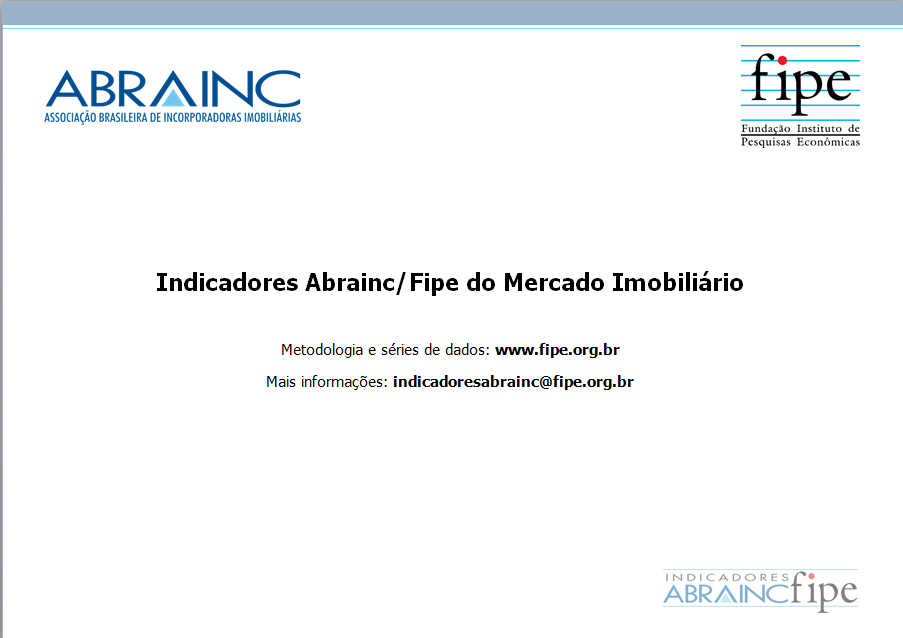 ABRAINC
ASSOCIAÇÃO BRASILEIRA DE INCORPORADORAS IMOBILIÁRIAS
fipe
Fundação Instituto de
Pesquisas Econômicas
Indicadores Abrainc/Fipe do Mercado Imobiliário
Metodologia e séries de dados: www.fipe.org.br
Mais informações: indicadoresabrainc@fipe.org.br
INDICADORES
ABRAINCfipe